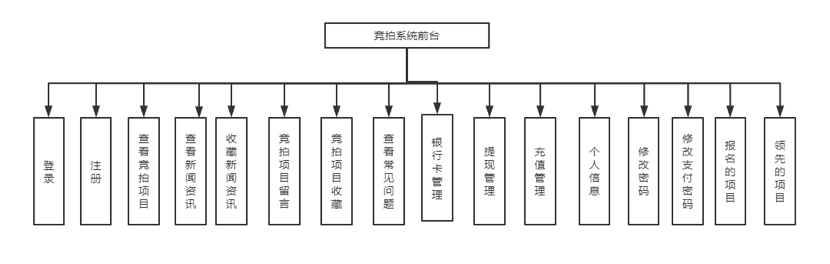 竞拍系统前台
登录
注册
查看竞拍项目
查看新闻资讯
收藏新闻资讯
竞拍项目留言
竞拍项目收藏
查看常见问题
银行卡管理
提现管理
充值管理
个人信息
修改密码
修改支付密码
报名的项目
领先的项目